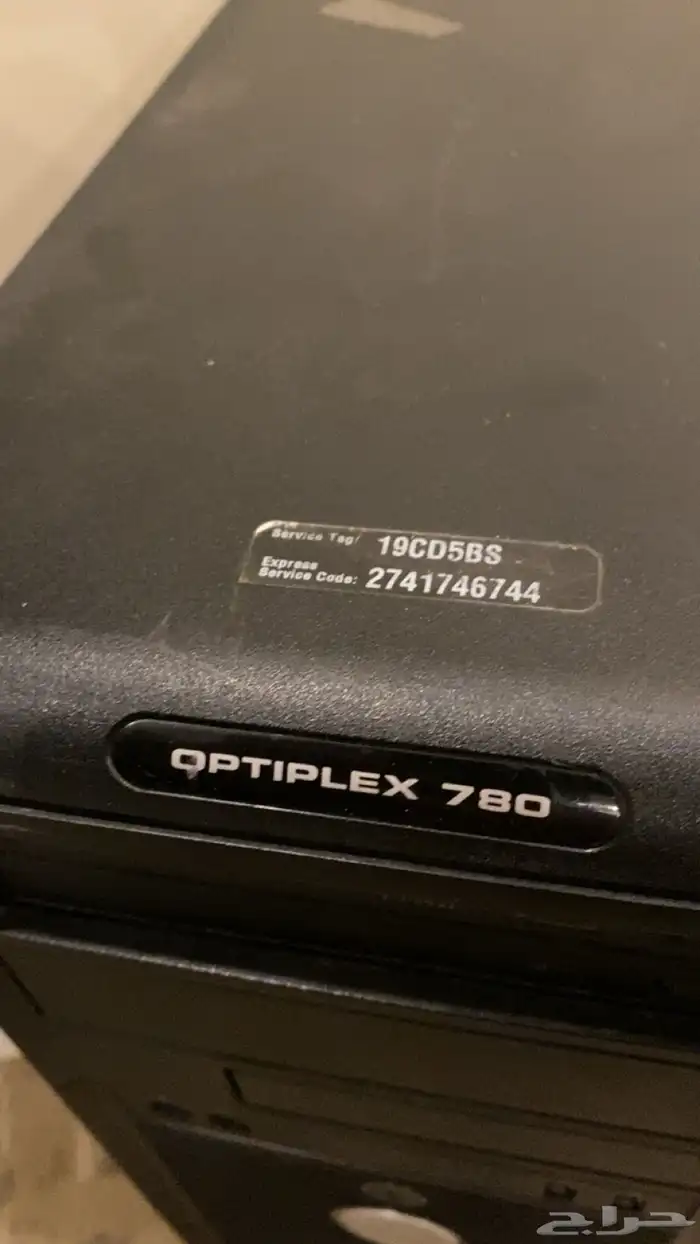 Service Tag:
19CD5BS
Express
Service Code: 2741746744
OPTIPLEX 780
حراج